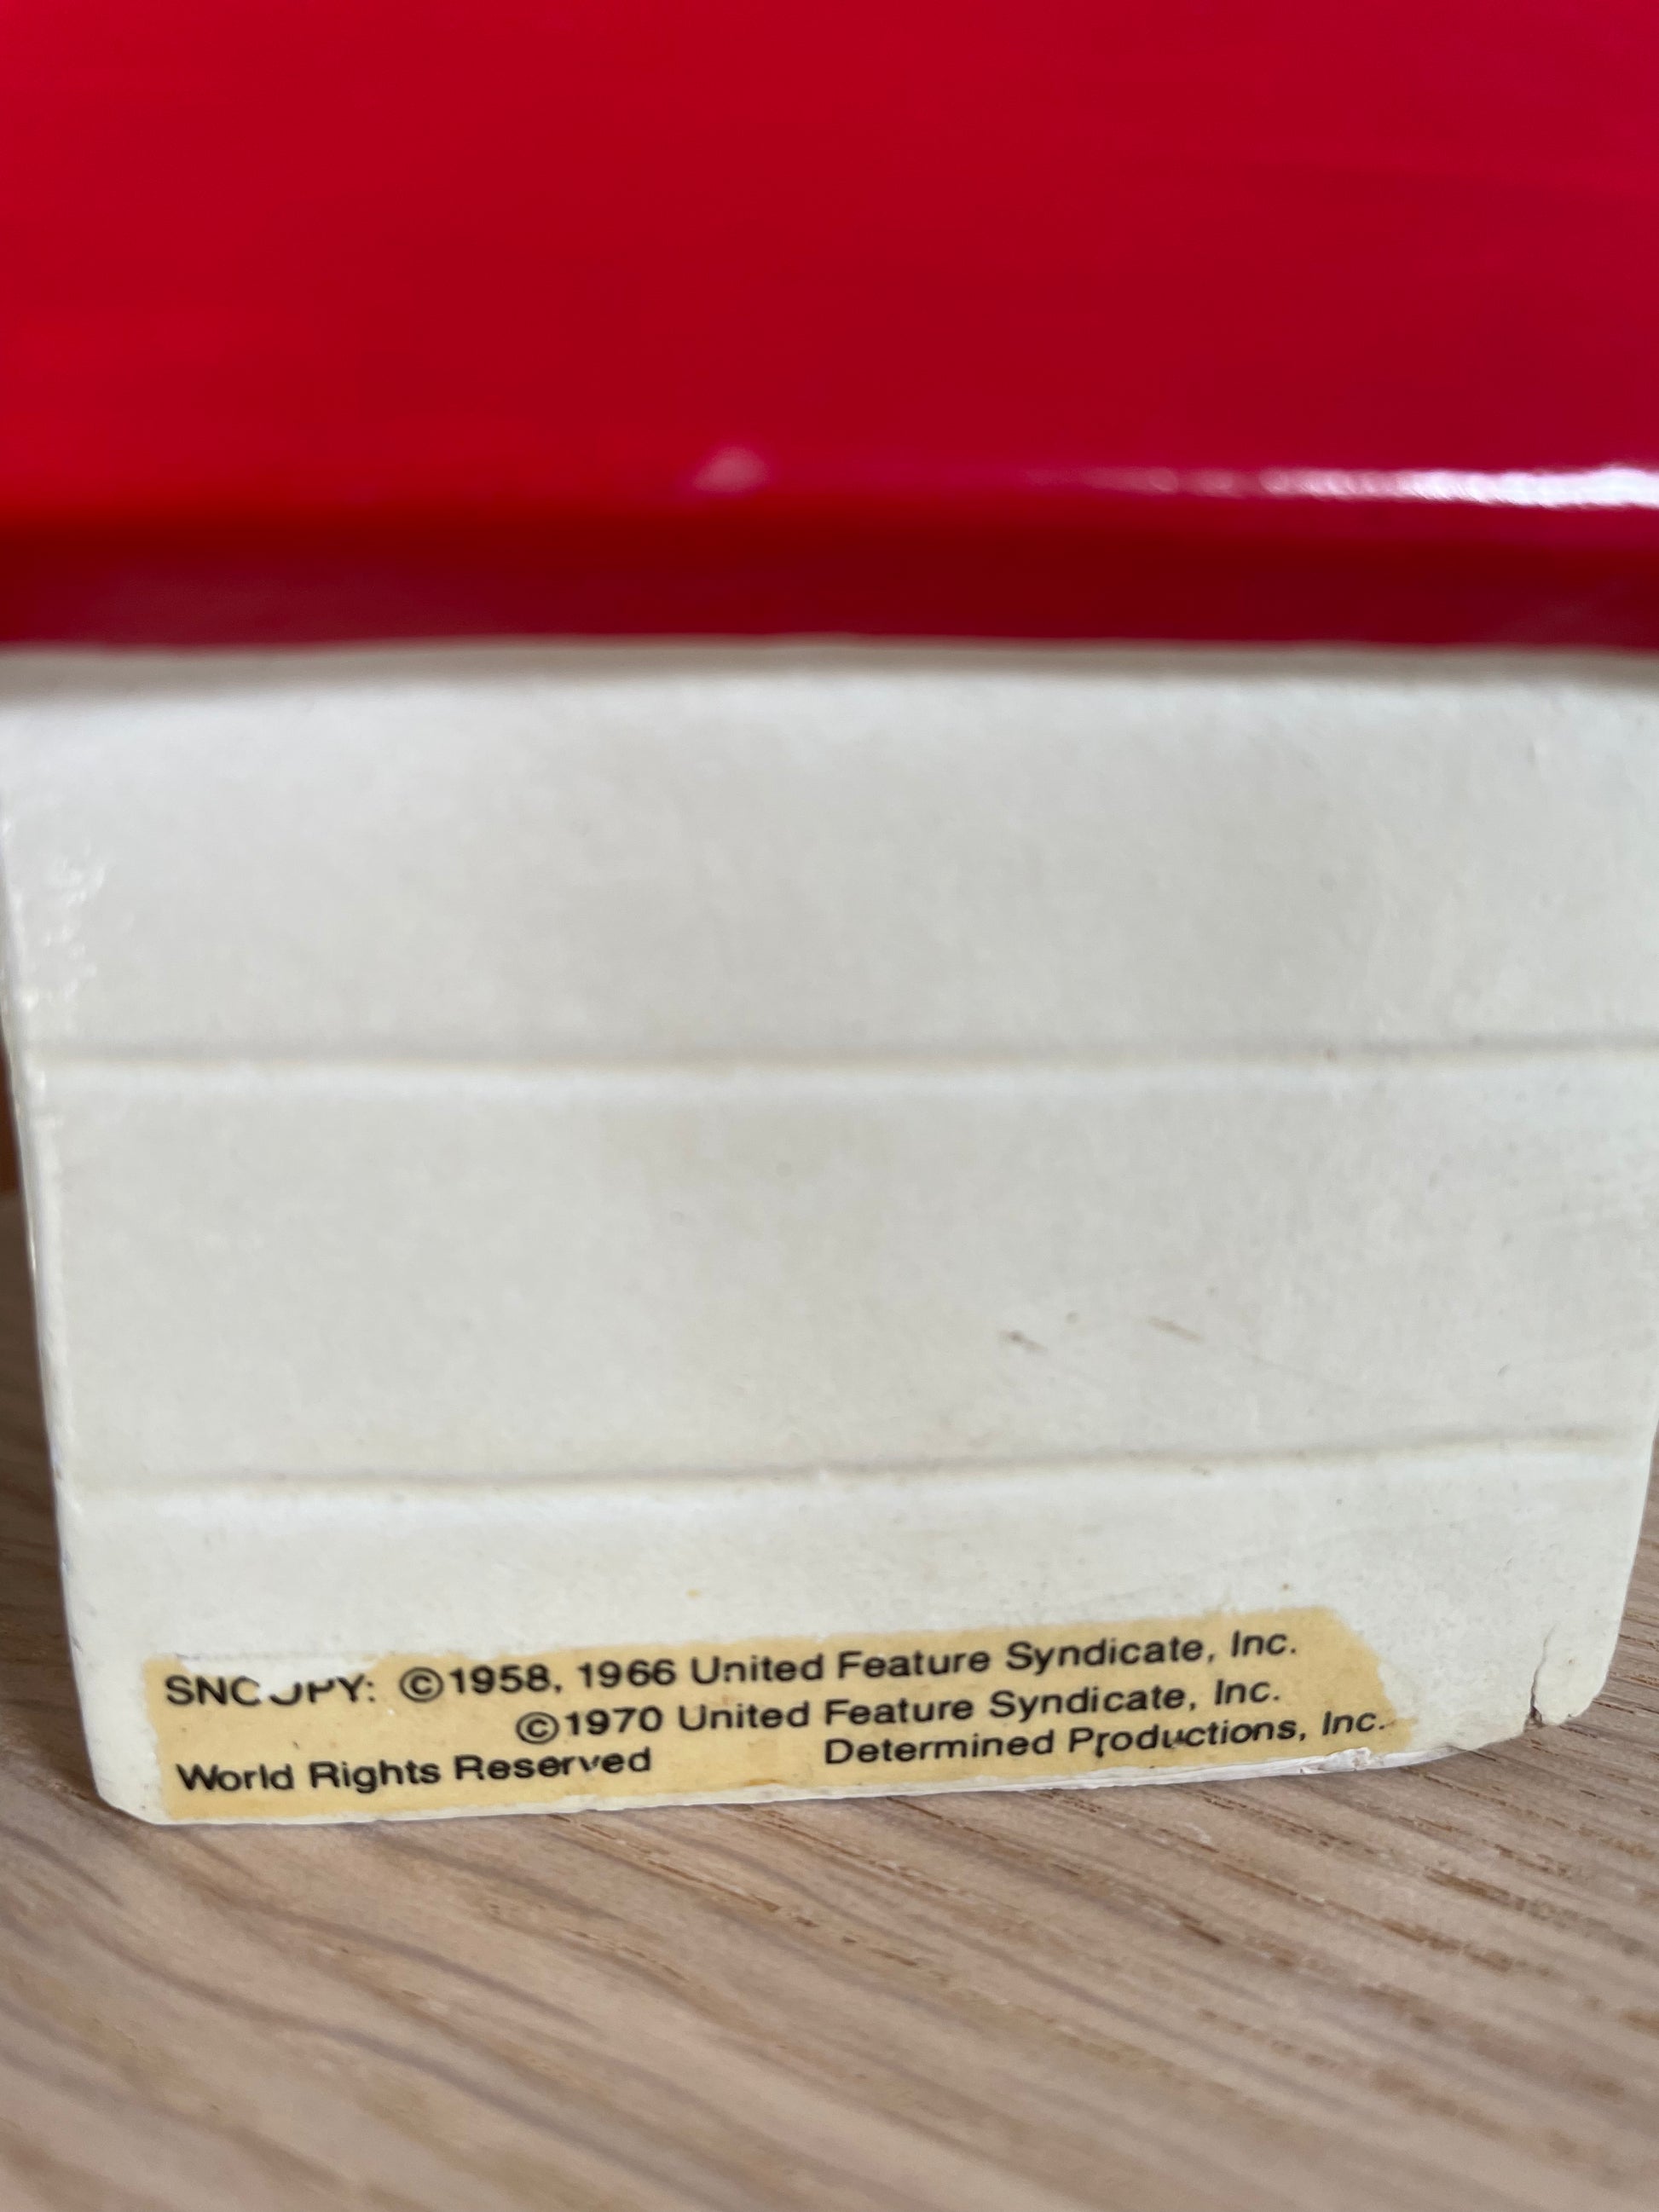 SNOOPY: ©1958, 1966 United Feature Syndicate, Inc.
©1970 United Feature Syndicate, Inc.
World Rights Reserved Determined Productions, Inc.